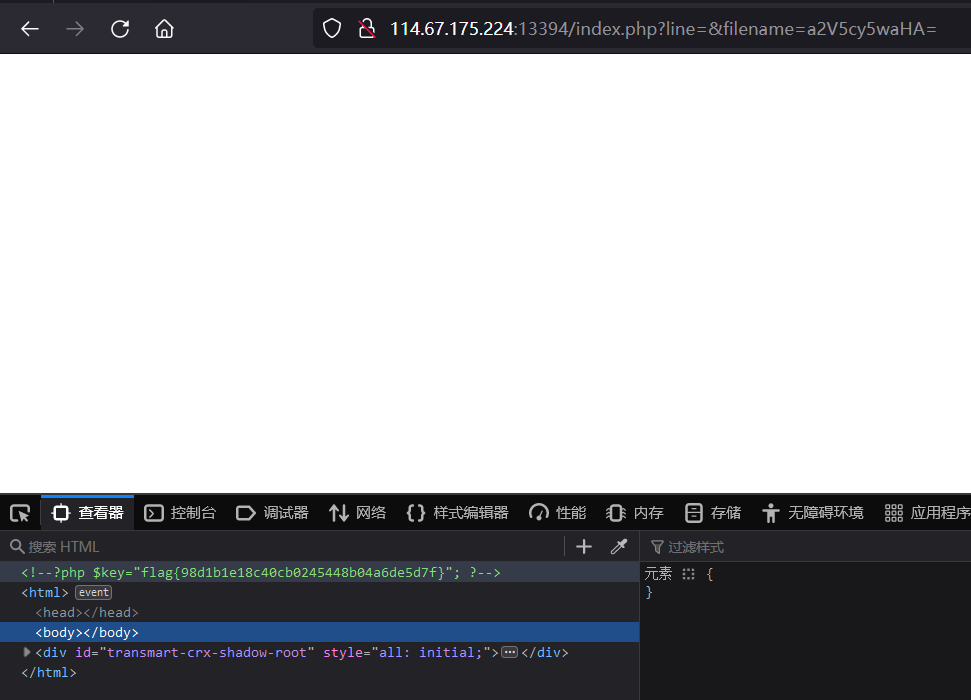 114.67.175.224:13394/index.php?line=&filename=a2V5cy5waHA=
查看器 控制台 调试器 网络 样式编辑器 性能 内存 存储 无障碍环境 应用程序
搜索 HTML
过滤样式
<!--?php $key="flag{98d1b1e18c40cb0245448b04a6de5d7f}"; ?-->
<html> event
<head></head>
<body></body>
<div id="transmart-crx-shadow-root" style="all: initial;"></div>
</html>
元素 {
}